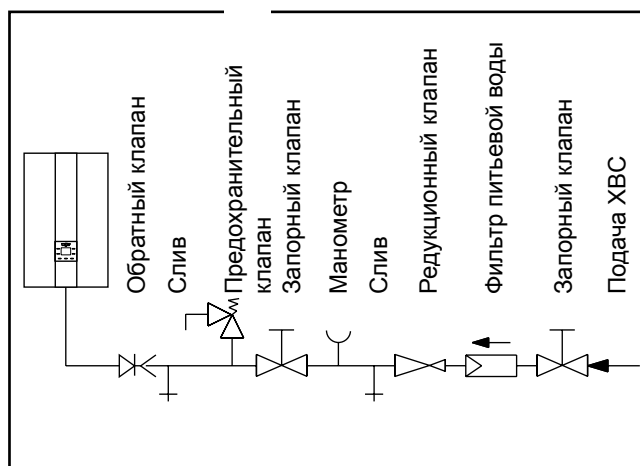 Обратный клапан
Слив
Предохранительный
клапан
Запорный клапан
Манометр
Слив
Редукционный клапан
Фильтр питьевой воды
Запорный клапан
Подача ХВС